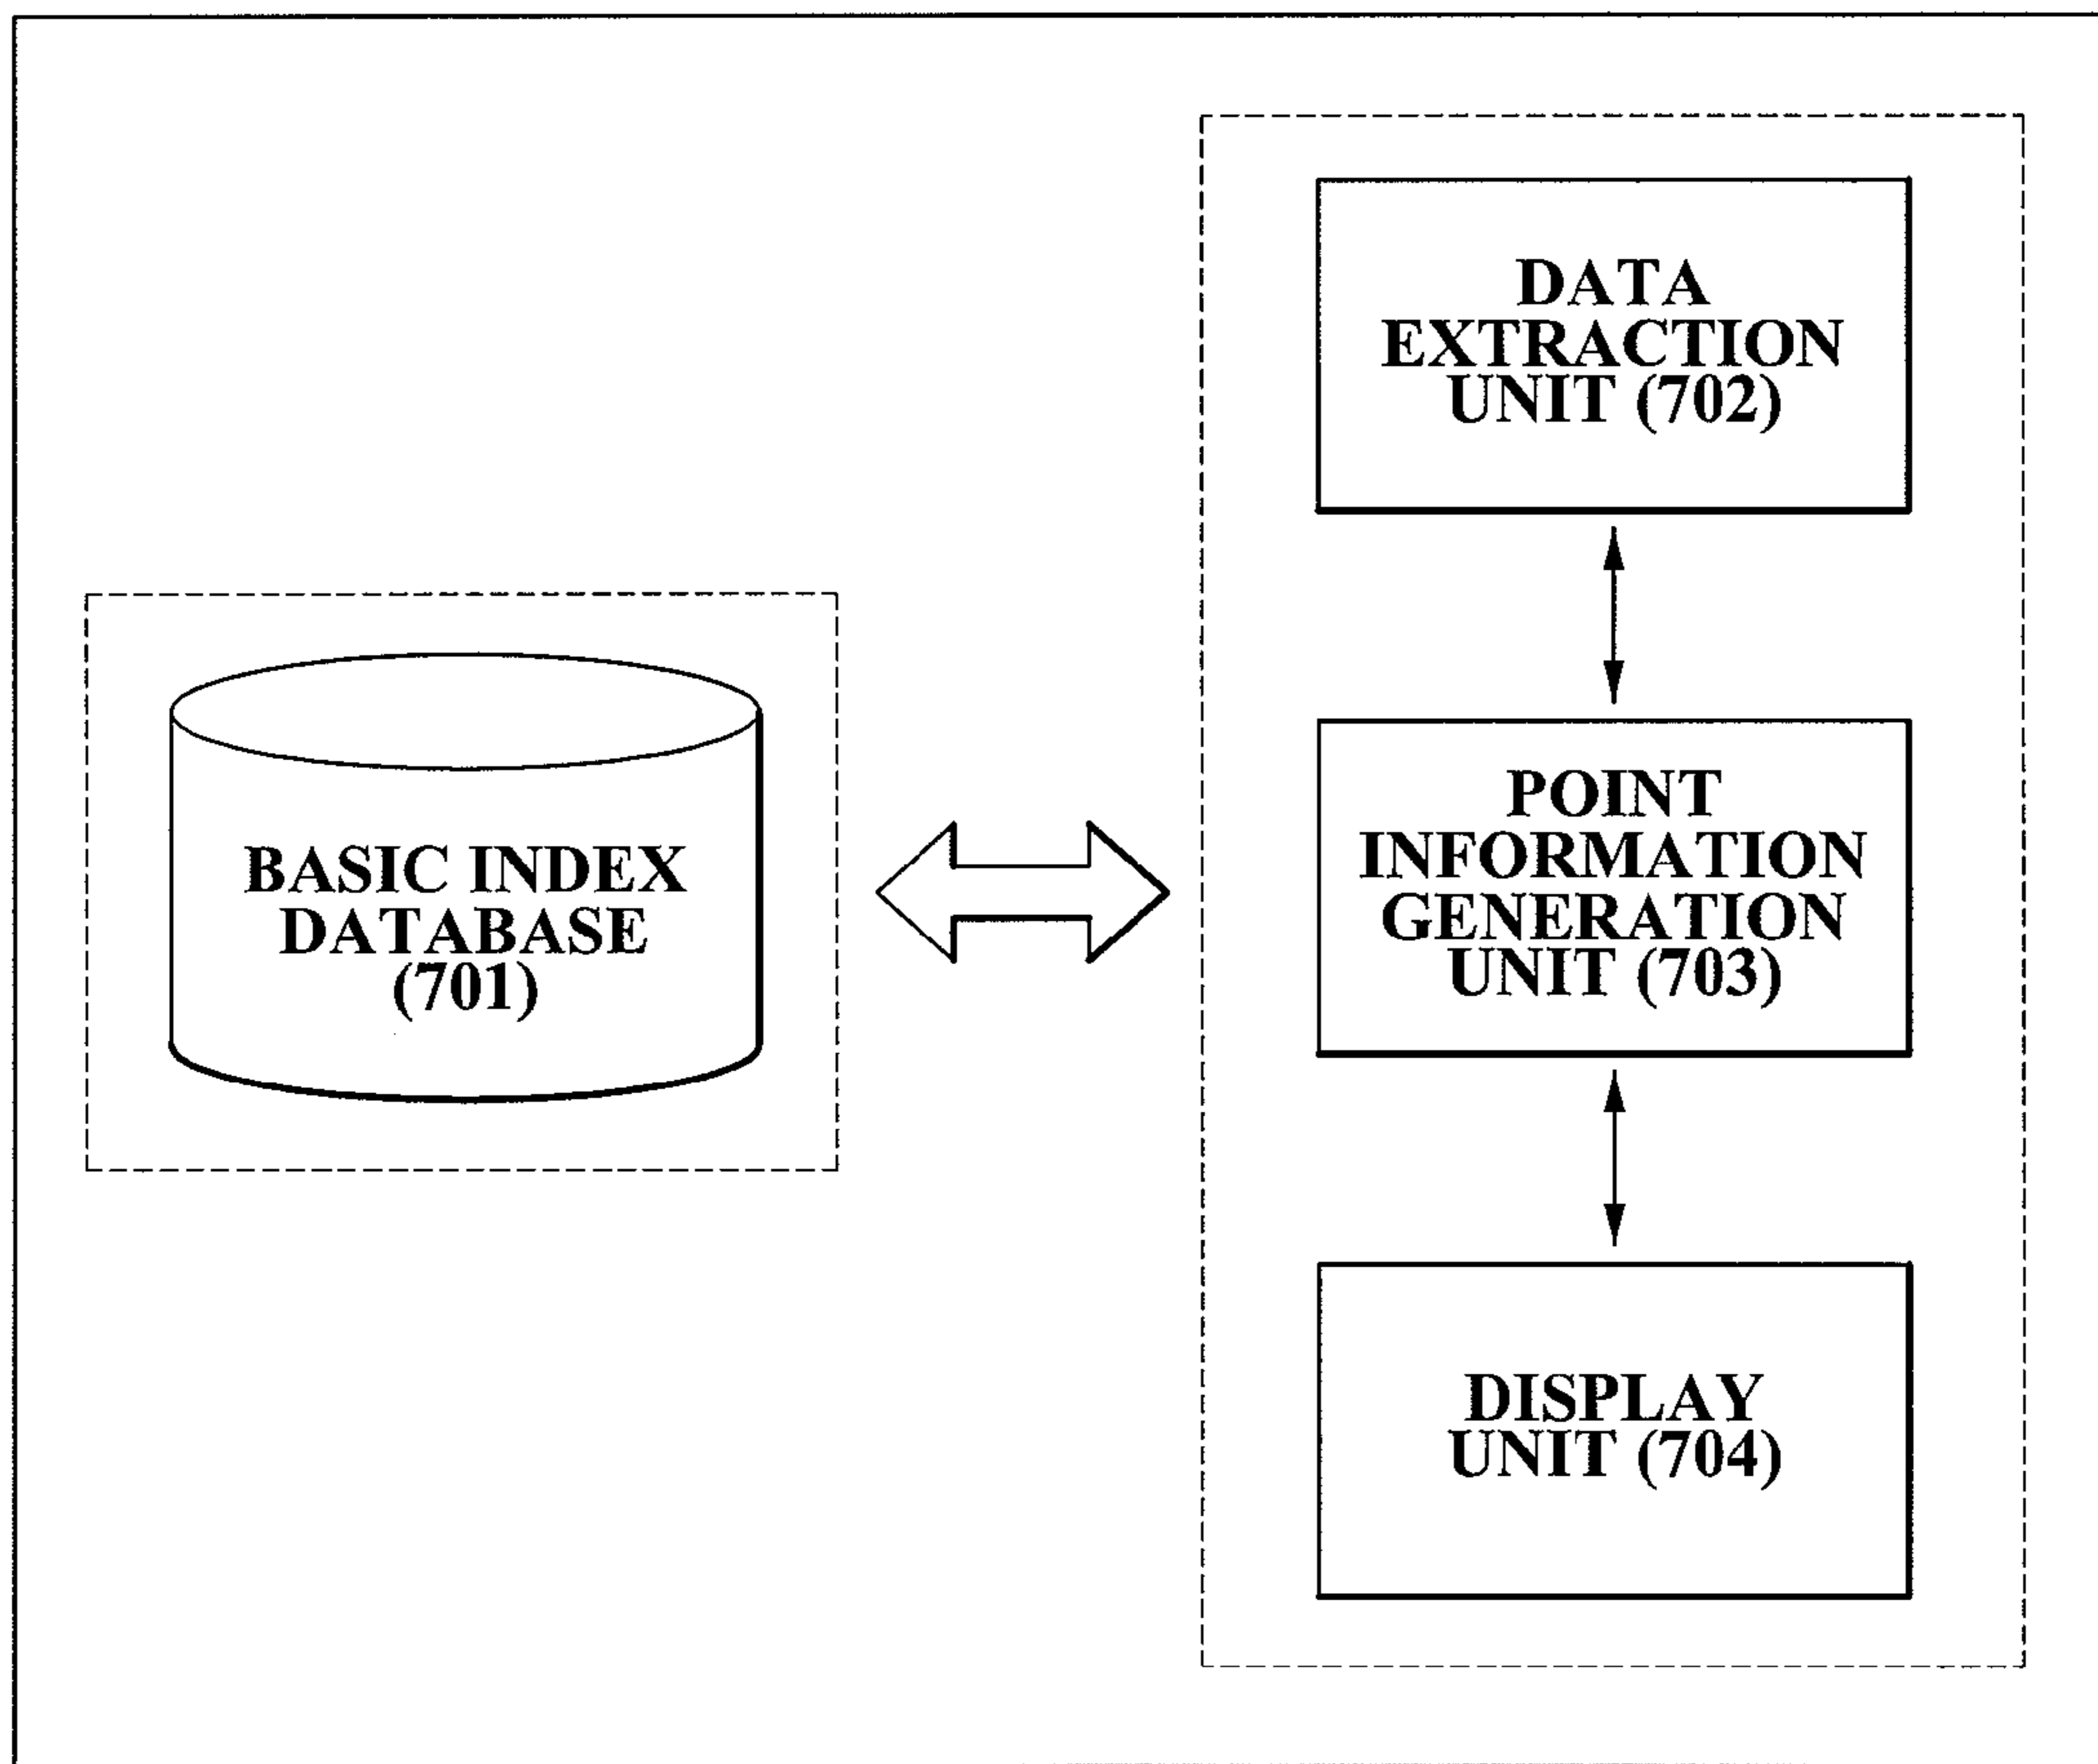 BASIC INDEX
DATABASE
(701)
DATA
EXTRACTION
UNIT (702)
POINT
INFORMATION
GENERATION
UNIT (703)
DISPLAY
UNIT (704)